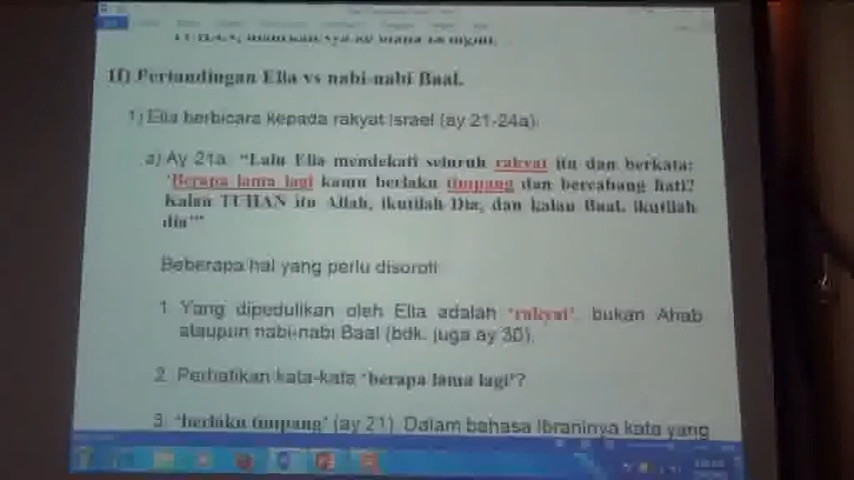 II) Pertandingan Elia vs nabi-nabi Baal.
1) Elia berbicara kepada rakyat Israel (ay 21-24a).
a) Ay 21a: “Lalu Elia mendekati seluruh rakyat itu dan berkata:
‘Berapa lama lagi kamu berlaku timpang dan bercabang hati?
Kalau TUHAN itu Allah, ikutilah Dia, dan kalau Baal, ikutilah
dia’”
Beberapa hal yang perlu disoroti:
1. Yang dipedulikan oleh Elia adalah ‘rakyat’, bukan Ahab
ataupun nabi-nabi Baal (bdk. juga ay 30).
2. Perhatikan kata-kata ‘berapa lama lagi’?
3. ‘berlaku timpang’ (ay 21). Dalam bahasa Ibraninya kata yang